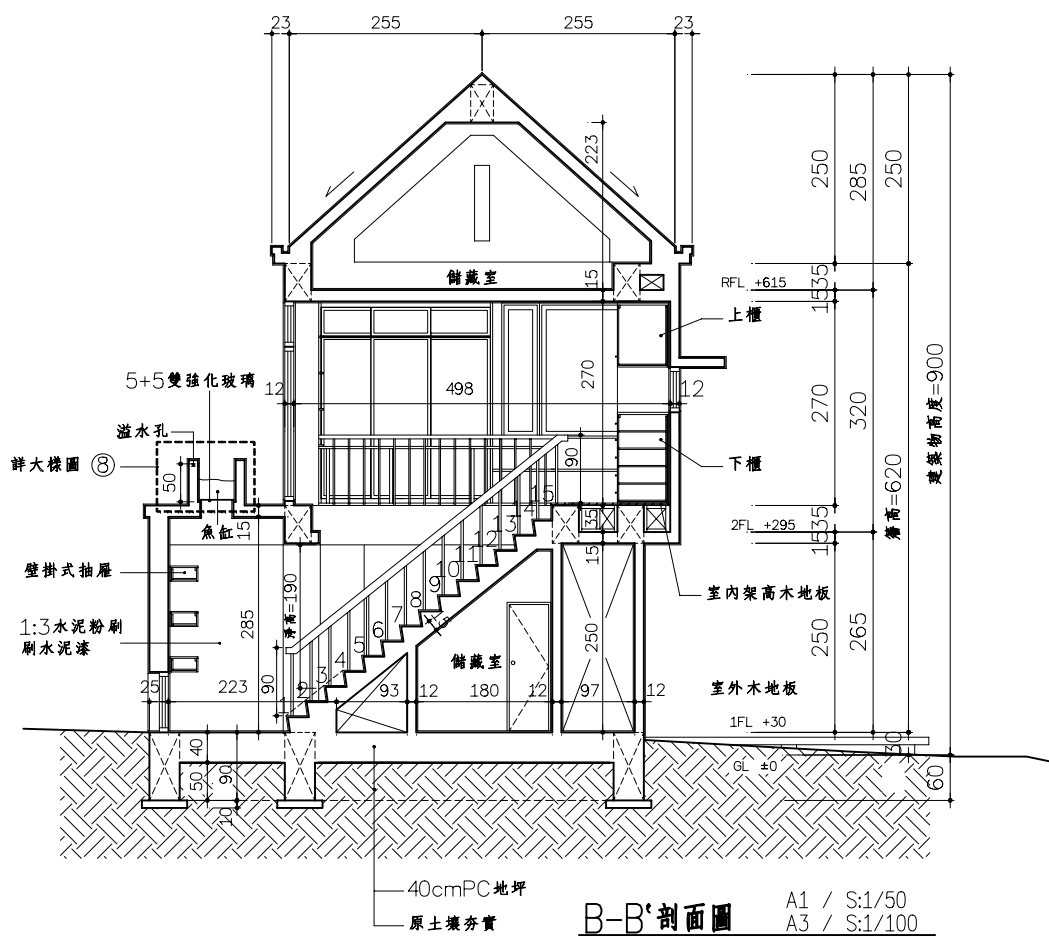 23
255
255
23
223
250
285
250
儲藏室
15
RFL +615
15
35
上櫃
5+5雙強化玻璃
12
498
270
12
270
320
建築物高度=900
簷高=620
溢水孔
詳大樣圖 8
50
90
下櫃
魚缸
15
35
15
2FL +295
15
35
壁掛式抽屜
1:3水泥粉刷
刷水泥漆
285
淨高=190
90
1
2
3
4
5
6
7
8
9
10
11
12
13
14
15
15
室內架高木地板
250
250
265
儲藏室
室外木地板
25
223
93
12
180
12
97
12
1FL +30
30
GL ±0
60
40
50
90
10
40cmPC地坪
原土壤夯實
B-B'剖面圖
A1 / S:1/50
A3 / S:1/100